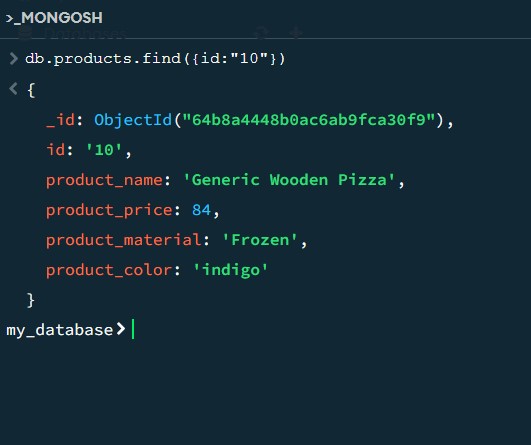 >_MONGOSH
> db.products.find({id:"10"})
< {
_id: ObjectId("64b8a4448b0ac6ab9fca30f9"),
id: '10',
product_name: 'Generic Wooden Pizza',
product_price: 84,
product_material: 'Frozen',
product_color: 'indigo'
}
my_database>